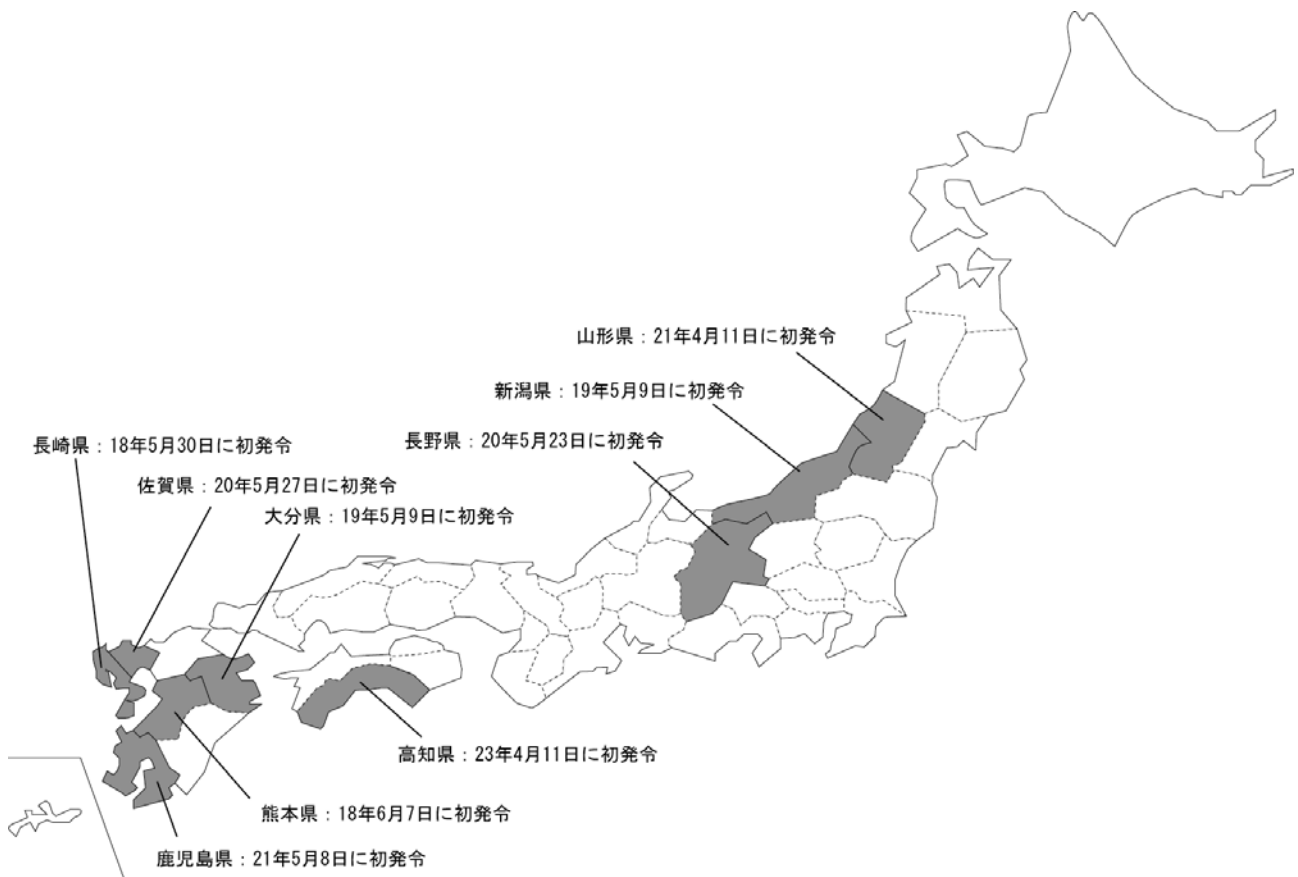 山形県：21年4月11日に初発令
新潟県：19年5月9日に初発令
長野県：20年5月23日に初発令
長崎県：18年5月30日に初発令
佐賀県：20年5月27日に初発令
大分県：19年5月9日に初発令
高知県：23年4月11日に初発令
熊本県：18年6月7日に初発令
鹿児島県：21年5月8日に初発令